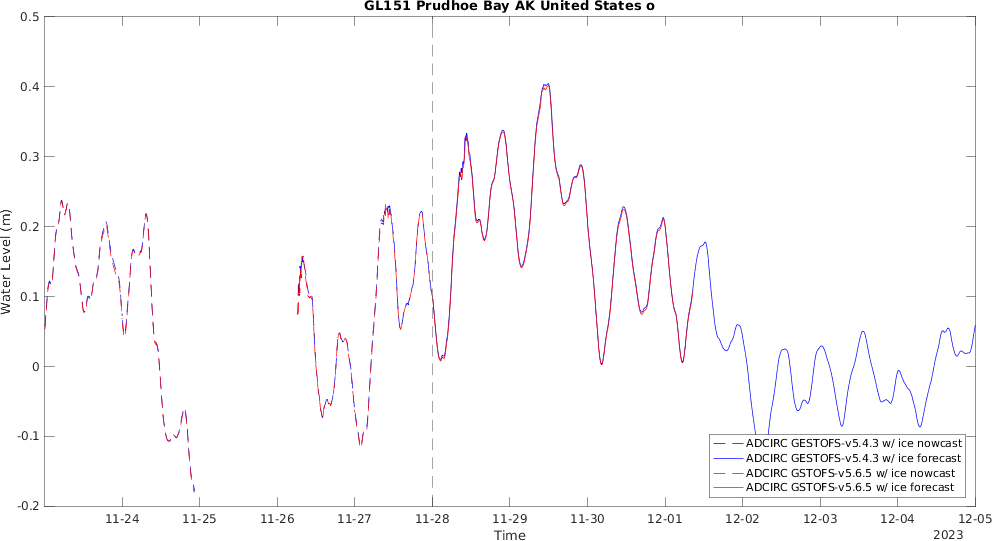 GL151 Prudhoe Bay AK United States o
0.5
0.4
0.3
0.2
0.1
0
-0.1
-0.2
Water Level (m)
11-24 11-25 11-26 11-27 11-28 11-29 11-30 12-01 12-02 12-03 12-04 12-05
Time
2023
ADCIRC GESTOFS-v5.4.3 w/ ice nowcast
ADCIRC GESTOFS-v5.4.3 w/ ice forecast
ADCIRC GSTOFS-v5.6.5 w/ ice nowcast
ADCIRC GSTOFS-v5.6.5 w/ ice forecast